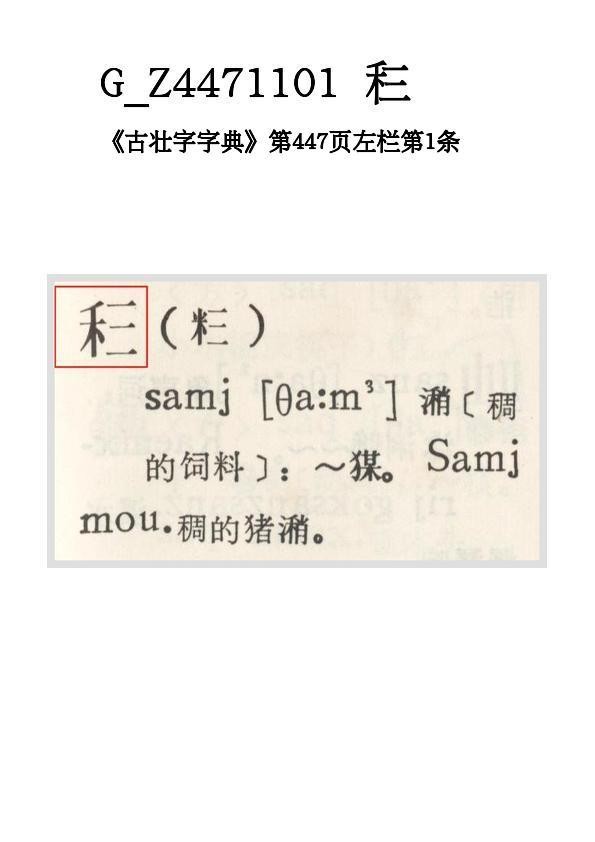 G_Z4471101
《古壮字字典》第447页左栏第1条
( )
samj [θa:m³] 潲〔稠
的饲料〕：～。 Samj
mou.稠的猪潲。